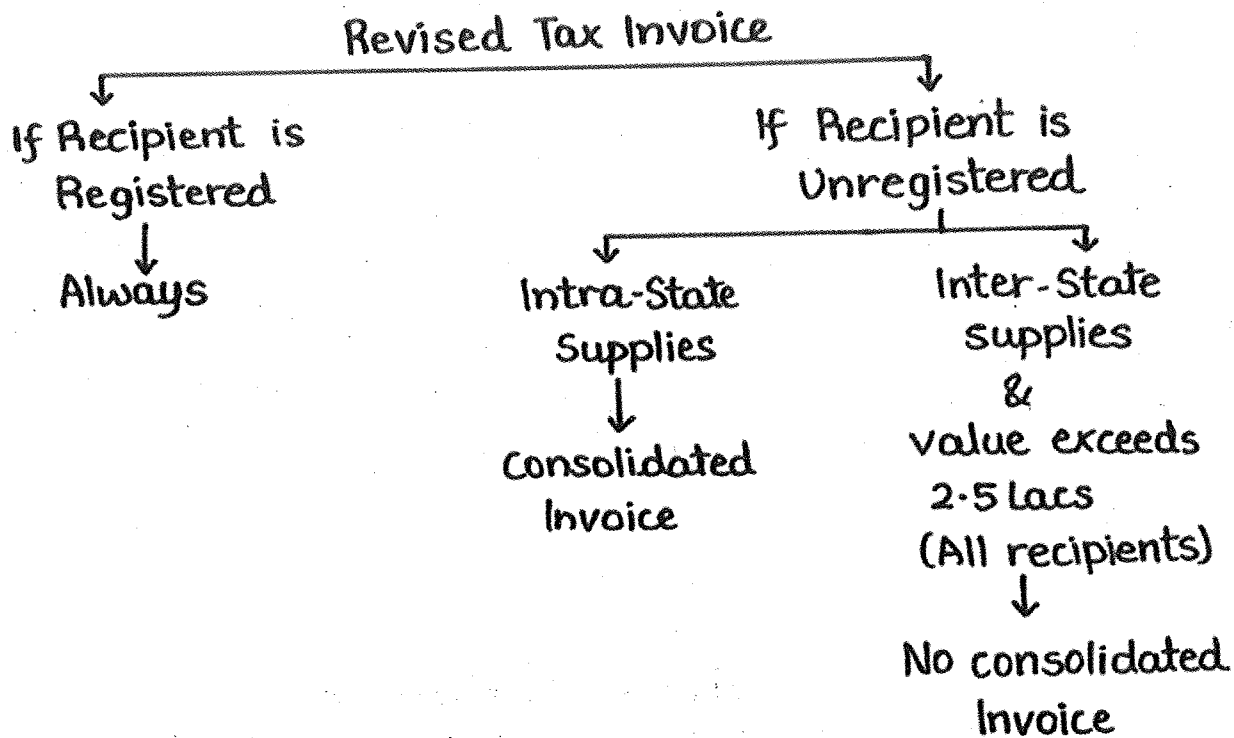 Revised Tax Invoice
If Recipient is
Registered
Always
If Recipient is
Unregistered
Intra-State
Supplies
Consolidated
Invoice
Inter-State
supplies
&
value exceeds
2.5 Lacs
(All recipients)
No consolidated
Invoice